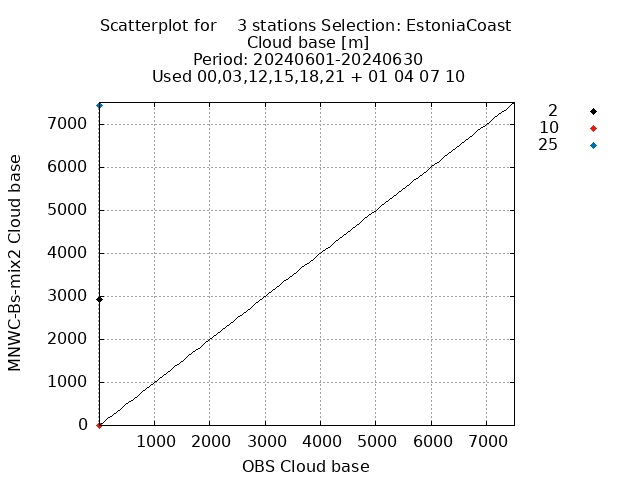 Scatterplot for    3 stations Selection: EstoniaCoast
Cloud base [m]
Period: 20240601-20240630
Used 00,03,12,15,18,21 + 01 04 07 10
2
10
25
MNWC-Bs-mix2 Cloud base
7000
6000
5000
4000
3000
2000
1000
0
1000 2000 3000 4000 5000 6000 7000
OBS Cloud base